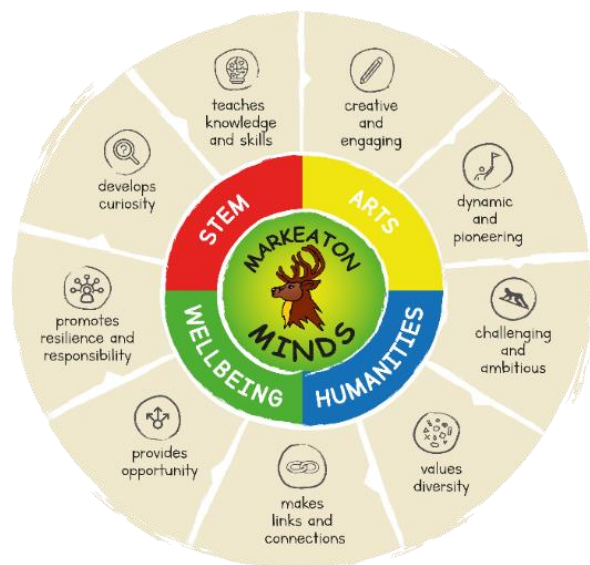 teaches
knowledge
and skills
creative
and
engaging
dynamic
and
pioneering
challenging
and
ambitious
values
diversity
makes
links and
connections
provides
opportunity
promotes
resilience and
responsibility
develops
curiosity
STEM
ARTS
HUMANITIES
WELLBEING
MARKEATON
MINDS